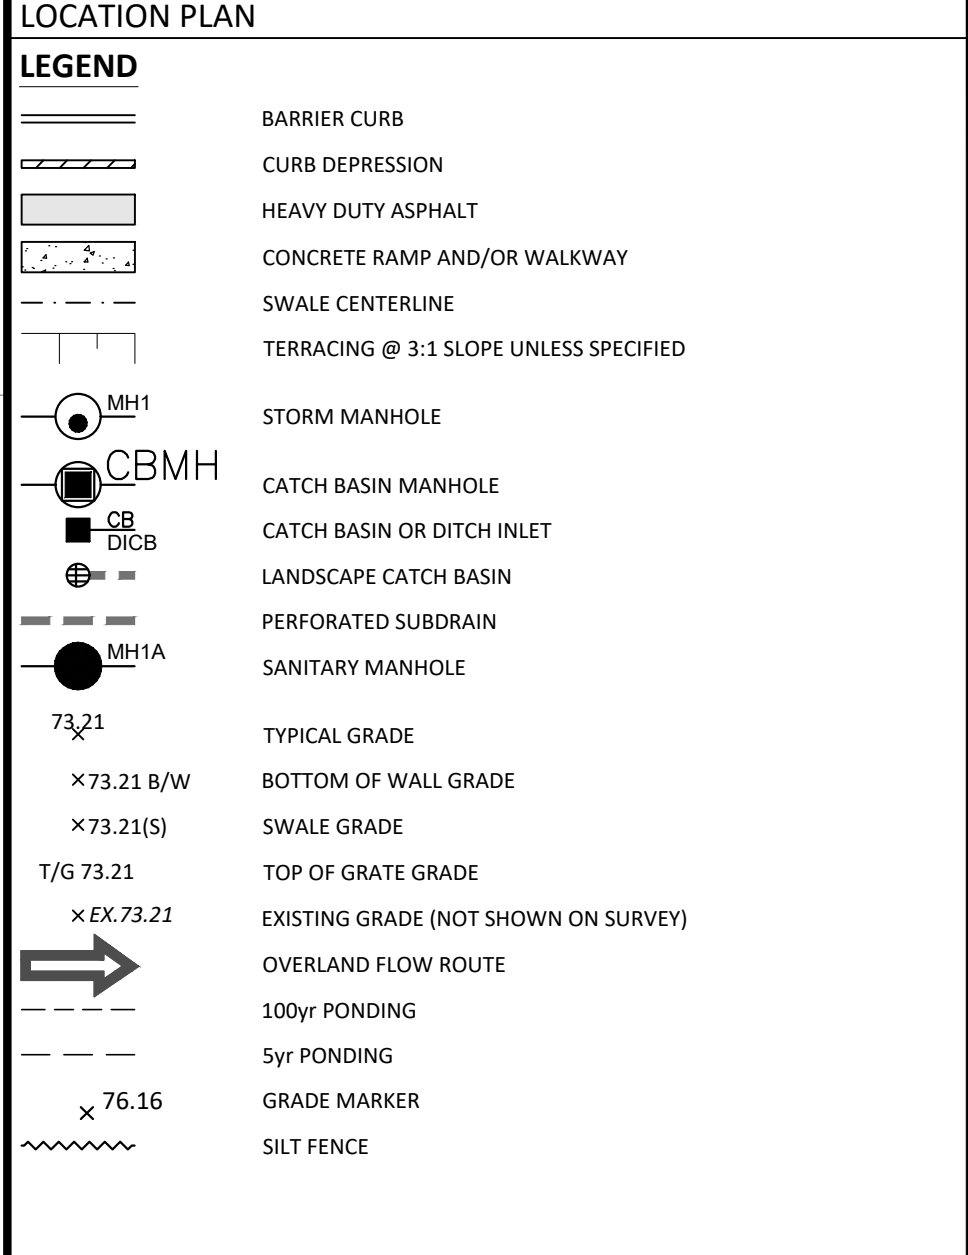 LOCATION PLAN
LEGEND
BARRIER CURB
CURB DEPRESSION
HEAVY DUTY ASPHALT
CONCRETE RAMP AND/OR WALKWAY
SWALE CENTERLINE
TERRACING @ 3:1 SLOPE UNLESS SPECIFIED
MH1 STORM MANHOLE
CBMH CATCH BASIN MANHOLE
CB
DICB CATCH BASIN OR DITCH INLET
LANDSCAPE CATCH BASIN
PERFORATED SUBDRAIN
MH1A SANITARY MANHOLE
73.21 TYPICAL GRADE
73.21 B/W BOTTOM OF WALL GRADE
73.21(S) SWALE GRADE
T/G 73.21 TOP OF GRATE GRADE
EX.73.21 EXISTING GRADE (NOT SHOWN ON SURVEY)
OVERLAND FLOW ROUTE
100yr PONDING
5yr PONDING
76.16 GRADE MARKER
SILT FENCE